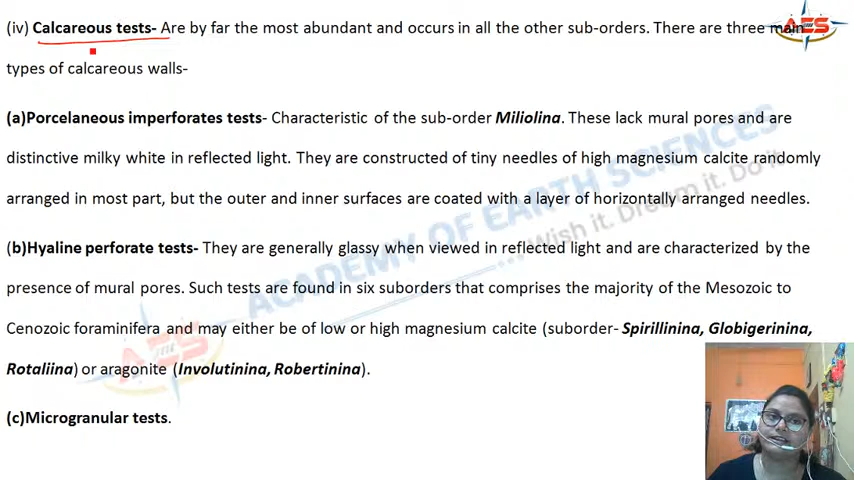 (iv) Calcareous tests- Are by far the most abundant and occurs in all the other sub-orders. There are three main
types of calcareous walls-
(a)Porcelaneous imperforates tests- Characteristic of the sub-order Miliolina. These lack mural pores and are
distinctive milky white in reflected light. They are constructed of tiny needles of high magnesium calcite randomly
arranged in most part, but the outer and inner surfaces are coated with a layer of horizontally arranged needles.
(b)Hyaline perforate tests- They are generally glassy when viewed in reflected light and are characterized by the
presence of mural pores. Such tests are found in six suborders that comprises the majority of the Mesozoic to
Cenozoic foraminifera and may either be of low or high magnesium calcite (suborder- Spirillinina, Globigerinina,
Rotaliina) or aragonite (Involutinina, Robertinina).
(c)Microgranular tests.
AES
ACADEMY OF EARTH SCIENCES
...Wish it. Dream it. Do it
AES